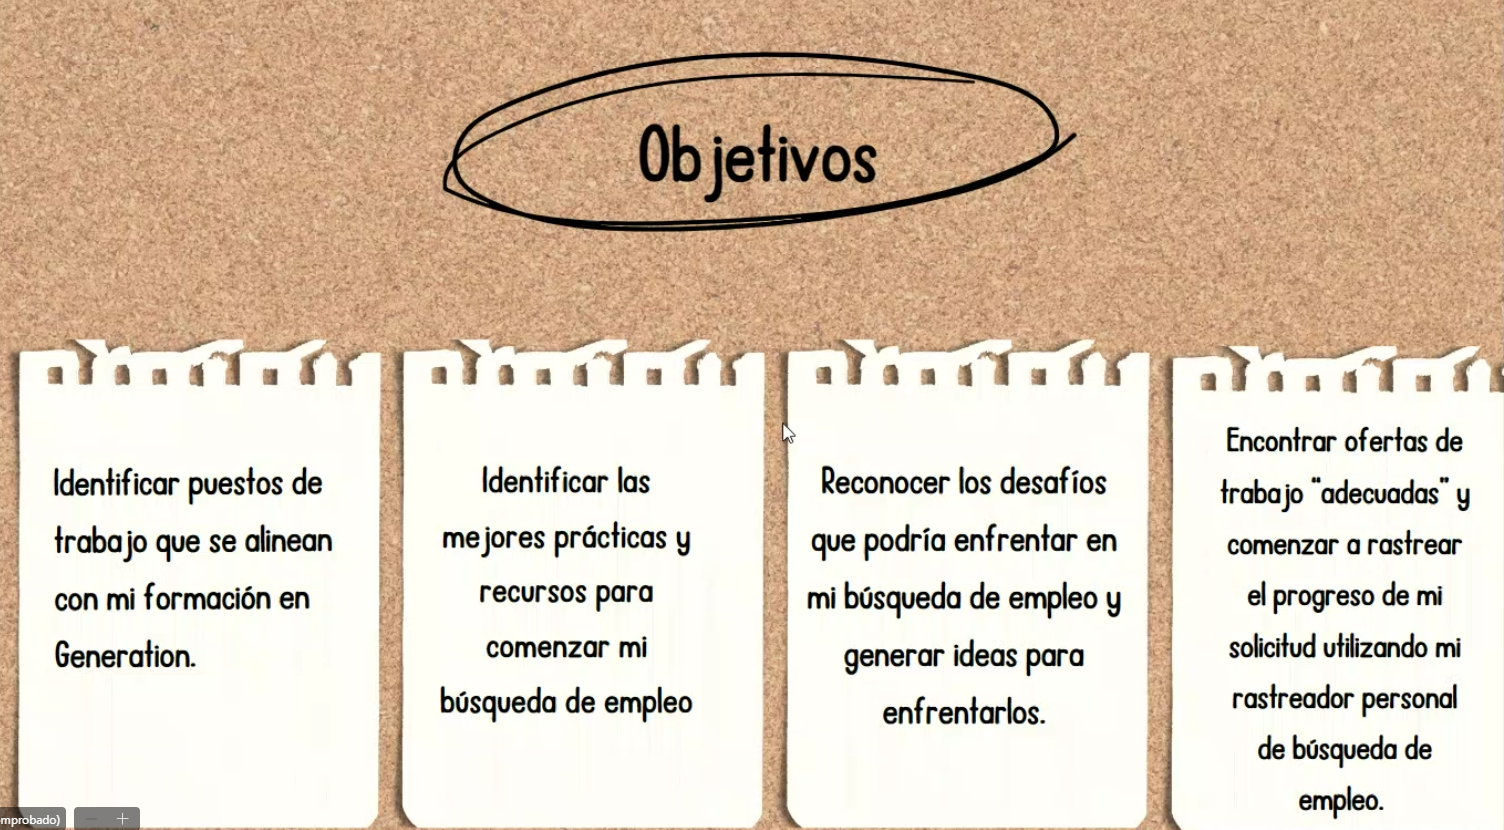 Objetivos
Identificar puestos de
trabajo que se alinean
con mi formación en
Generation.
Identificar las
mejores prácticas y
recursos para
comenzar mi
búsqueda de empleo
Reconocer los desafíos
que podría enfrentar en
mi búsqueda de empleo y
generar ideas para
enfrentarlos.
Encontrar ofertas de
trabajo "adecuadas" y
comenzar a rastrear
el progreso de mi
solicitud utilizando mi
rastreador personal
de búsqueda de
empleo.
mprobado)